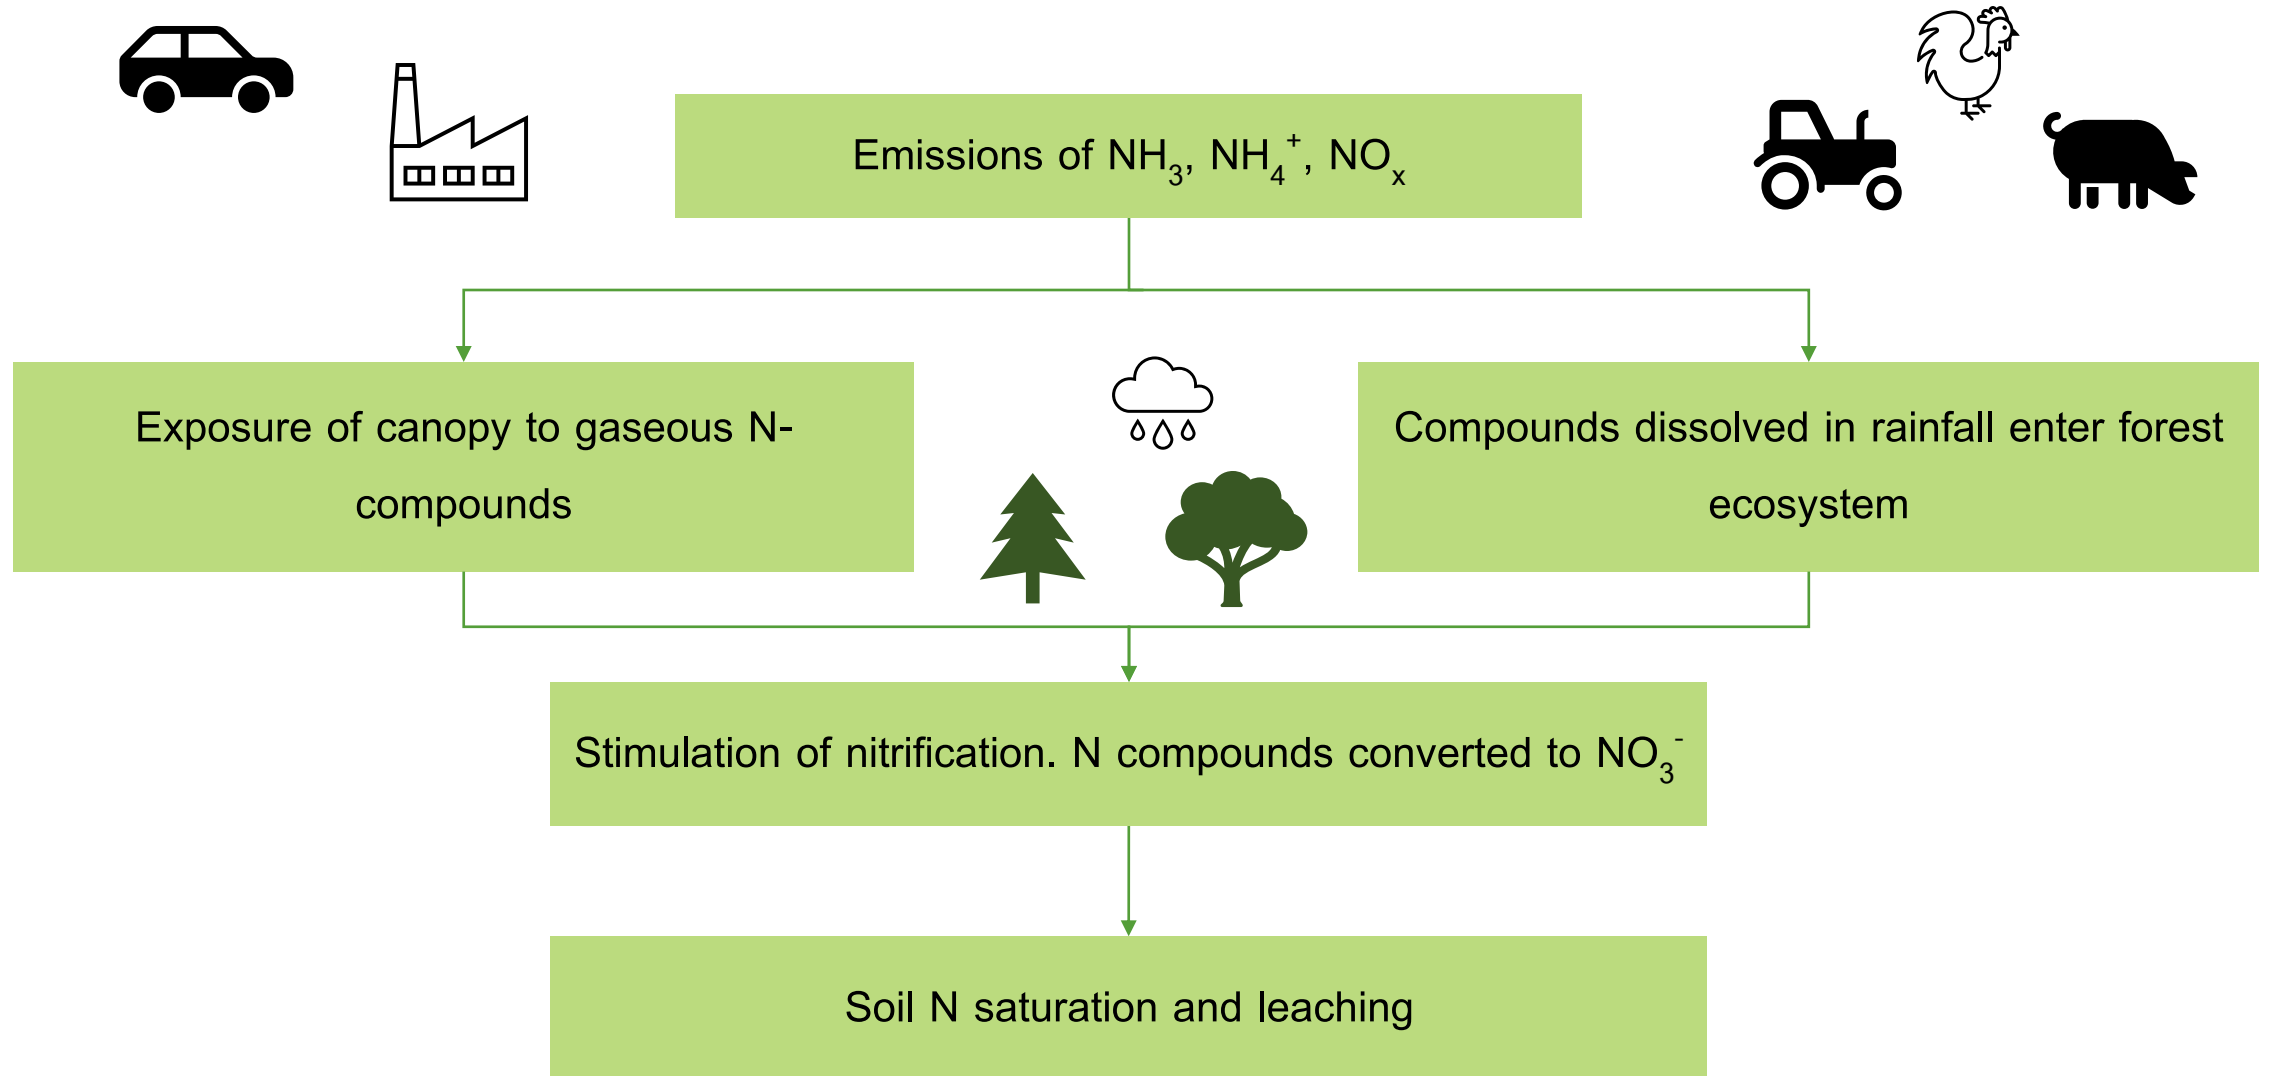 Emissions of NH₃, NH₄⁺, NOₓ
Exposure of canopy to gaseous N-
compounds
Compounds dissolved in rainfall enter forest
ecosystem
Stimulation of nitrification. N compounds converted to NO₃⁻
Soil N saturation and leaching